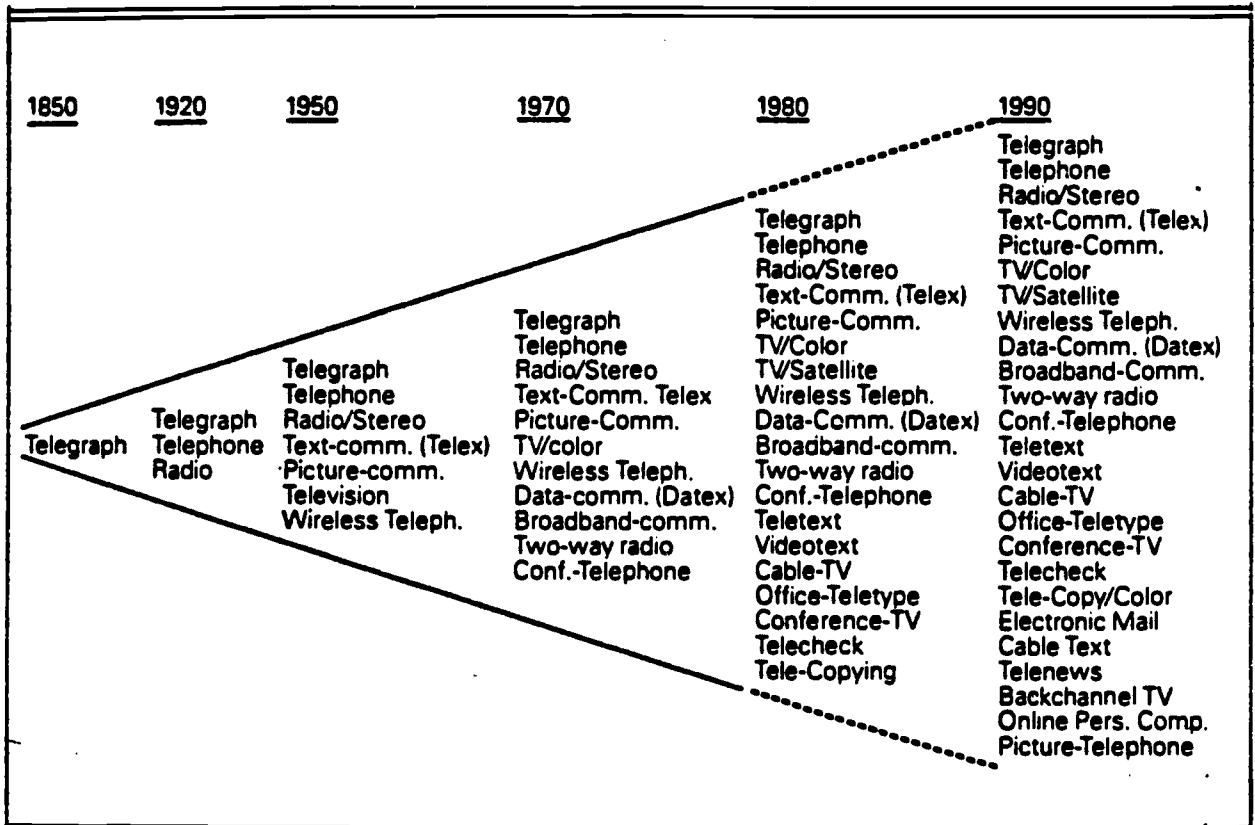 1850
1920
1950
1970
1980
1990
Telegraph
Telegraph
Telephone
Radio
Telegraph
Telephone
Radio/Stereo
Text-comm. (Telex)
Picture-comm.
Television
Wireless Teleph.
Telegraph
Telephone
Radio/Stereo
Text-Comm. Telex
Picture-Comm.
TV/color
Wireless Teleph.
Data-comm. (Datex)
Broadband-comm.
Two-way radio
Conf.-Telephone
Telegraph
Telephone
Radio/Stereo
Text-Comm. (Telex)
Picture-Comm.
TV/Color
TV/Satellite
Wireless Teleph.
Data-Comm. (Datex)
Broadband-comm.
Two-way radio
Conf.-Telephone
Teletext
Videotext
Cable-TV
Office-Teletype
Conference-TV
Telecheck
Tele-Copying
Telegraph
Telephone
Radio/Stereo
Text-Comm. (Telex)
Picture-Comm.
TV/Color
TV/Satellite
Wireless Teleph.
Data-Comm. (Datex)
Broadband-Comm.
Two-way radio
Conf.-Telephone
Teletext
Videotext
Cable-TV
Office-Teletype
Conference-TV
Telecheck
Tele-Copy/Color
Electronic Mail
Cable Text
Telenews
Backchannel TV
Online Pers. Comp.
Picture-Telephone